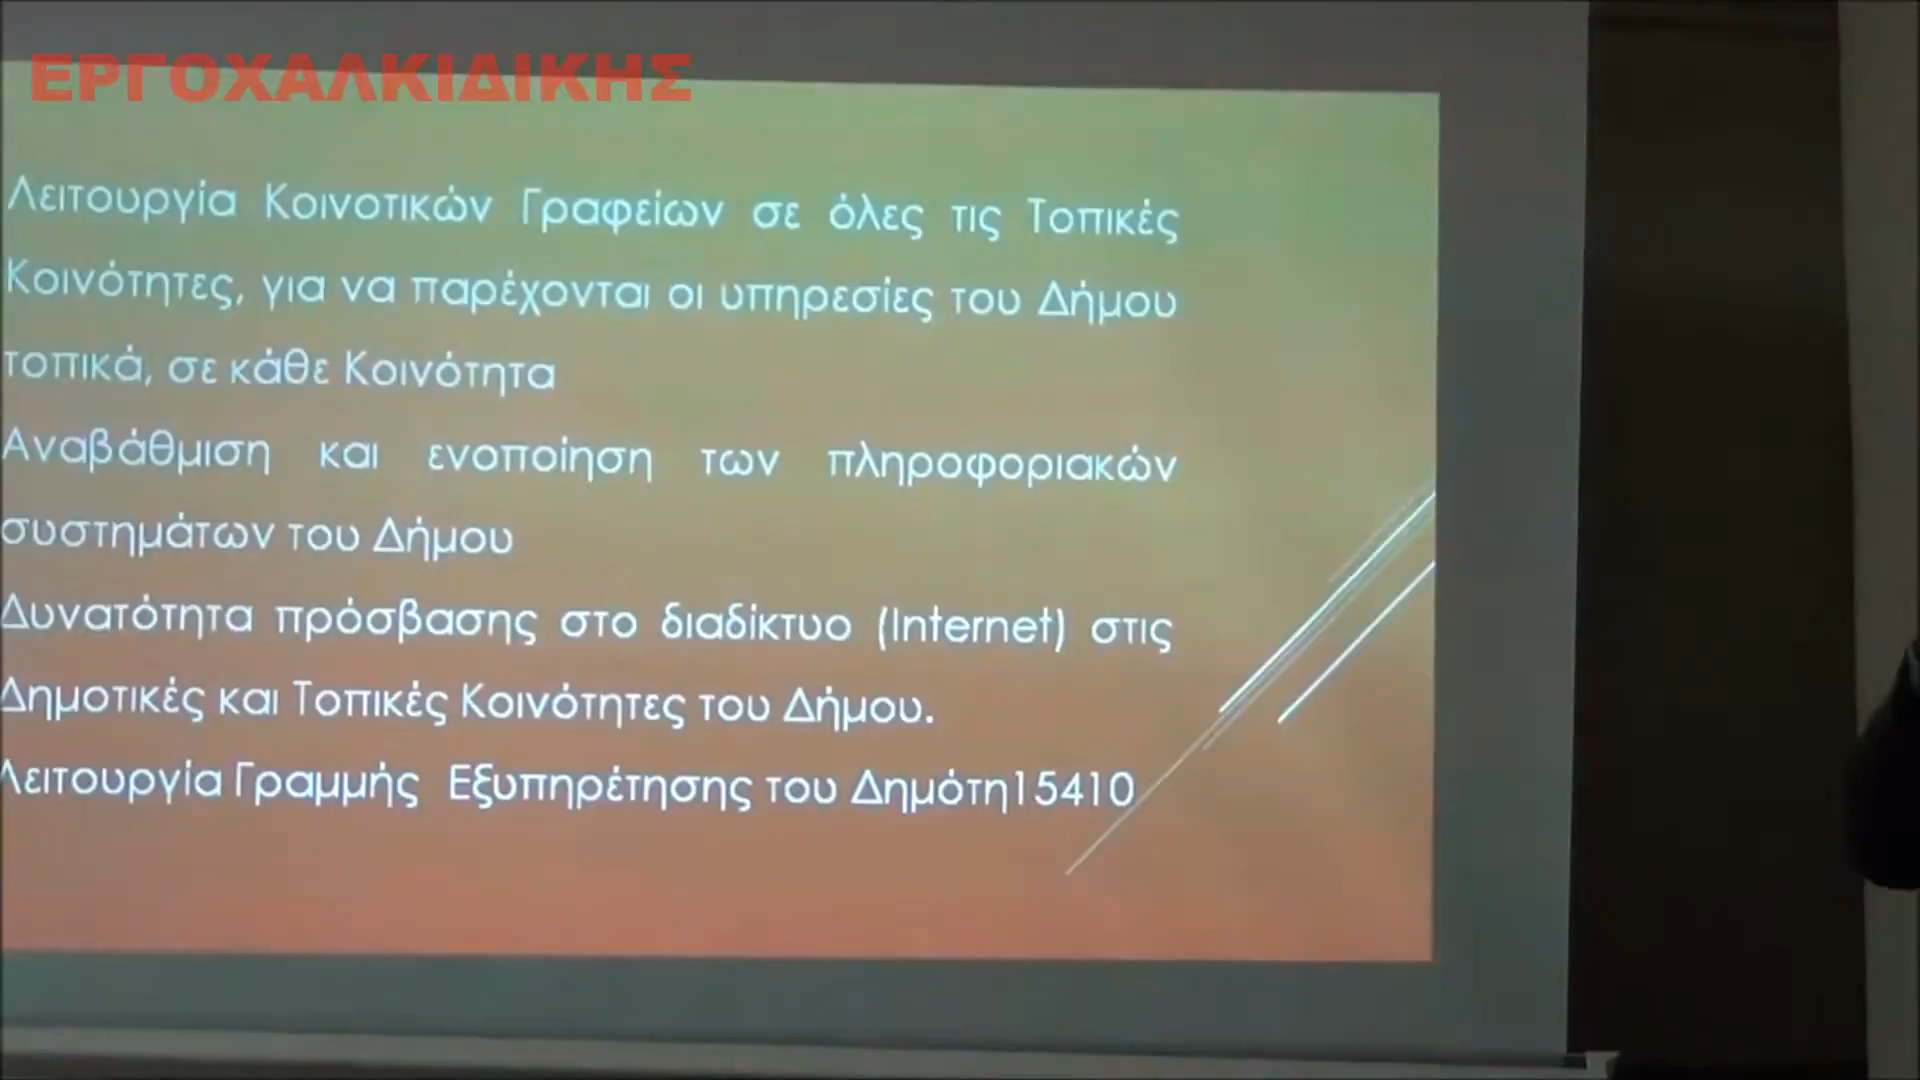 ΕΡΓΟΧΑΛΚΙΔΙΚΗΣ
Λειτουργία Κοινοτικών Γραφείων σε όλες τις Τοπικές
Κοινότητες, για να παρέχονται οι υπηρεσίες του Δήμου
τοπικά, σε κάθε Κοινότητα
Αναβάθμιση και ενοποίηση των πληροφοριακών
συστημάτων του Δήμου
Δυνατότητα πρόσβασης στο διαδίκτυο (Internet) στις
Δημοτικές και Τοπικές Κοινότητες του Δήμου.
Λειτουργία Γραμμής Εξυπηρέτησης του Δημότη15410